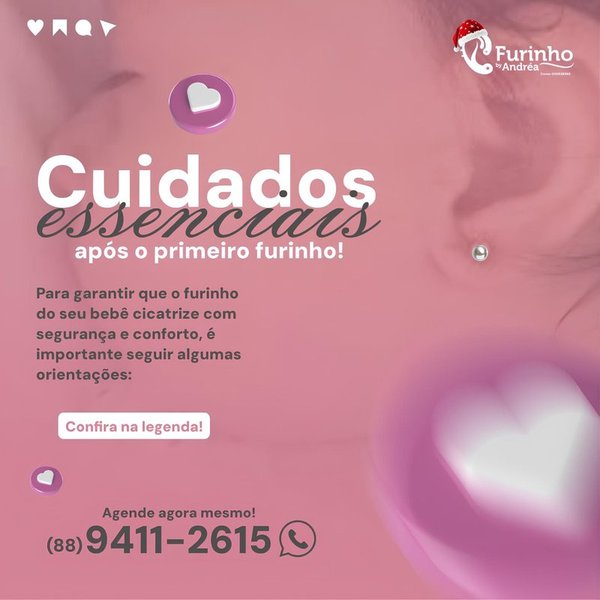 Furinho
by Andréa
Cuidados
essenciais
após o primeiro furinho!
Para garantir que o furinho
do seu bebê cicatrize com
segurança e conforto, é
importante seguir algumas
orientações:
Confira na legenda!
Agende agora mesmo!
(88) 9411-2615